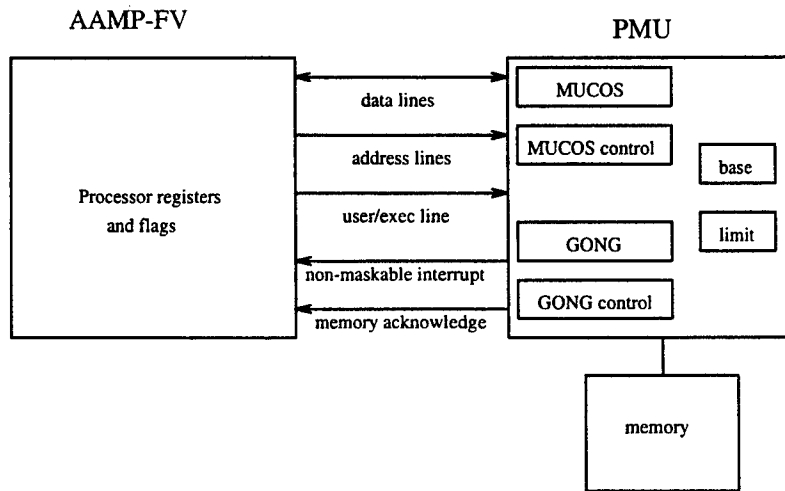 AAMP-FV
PMU
Processor registers
and flags
data lines
address lines
user/exec line
non-maskable interrupt
memory acknowledge
MUCOS
MUCOS control
GONG
GONG control
base
limit
memory